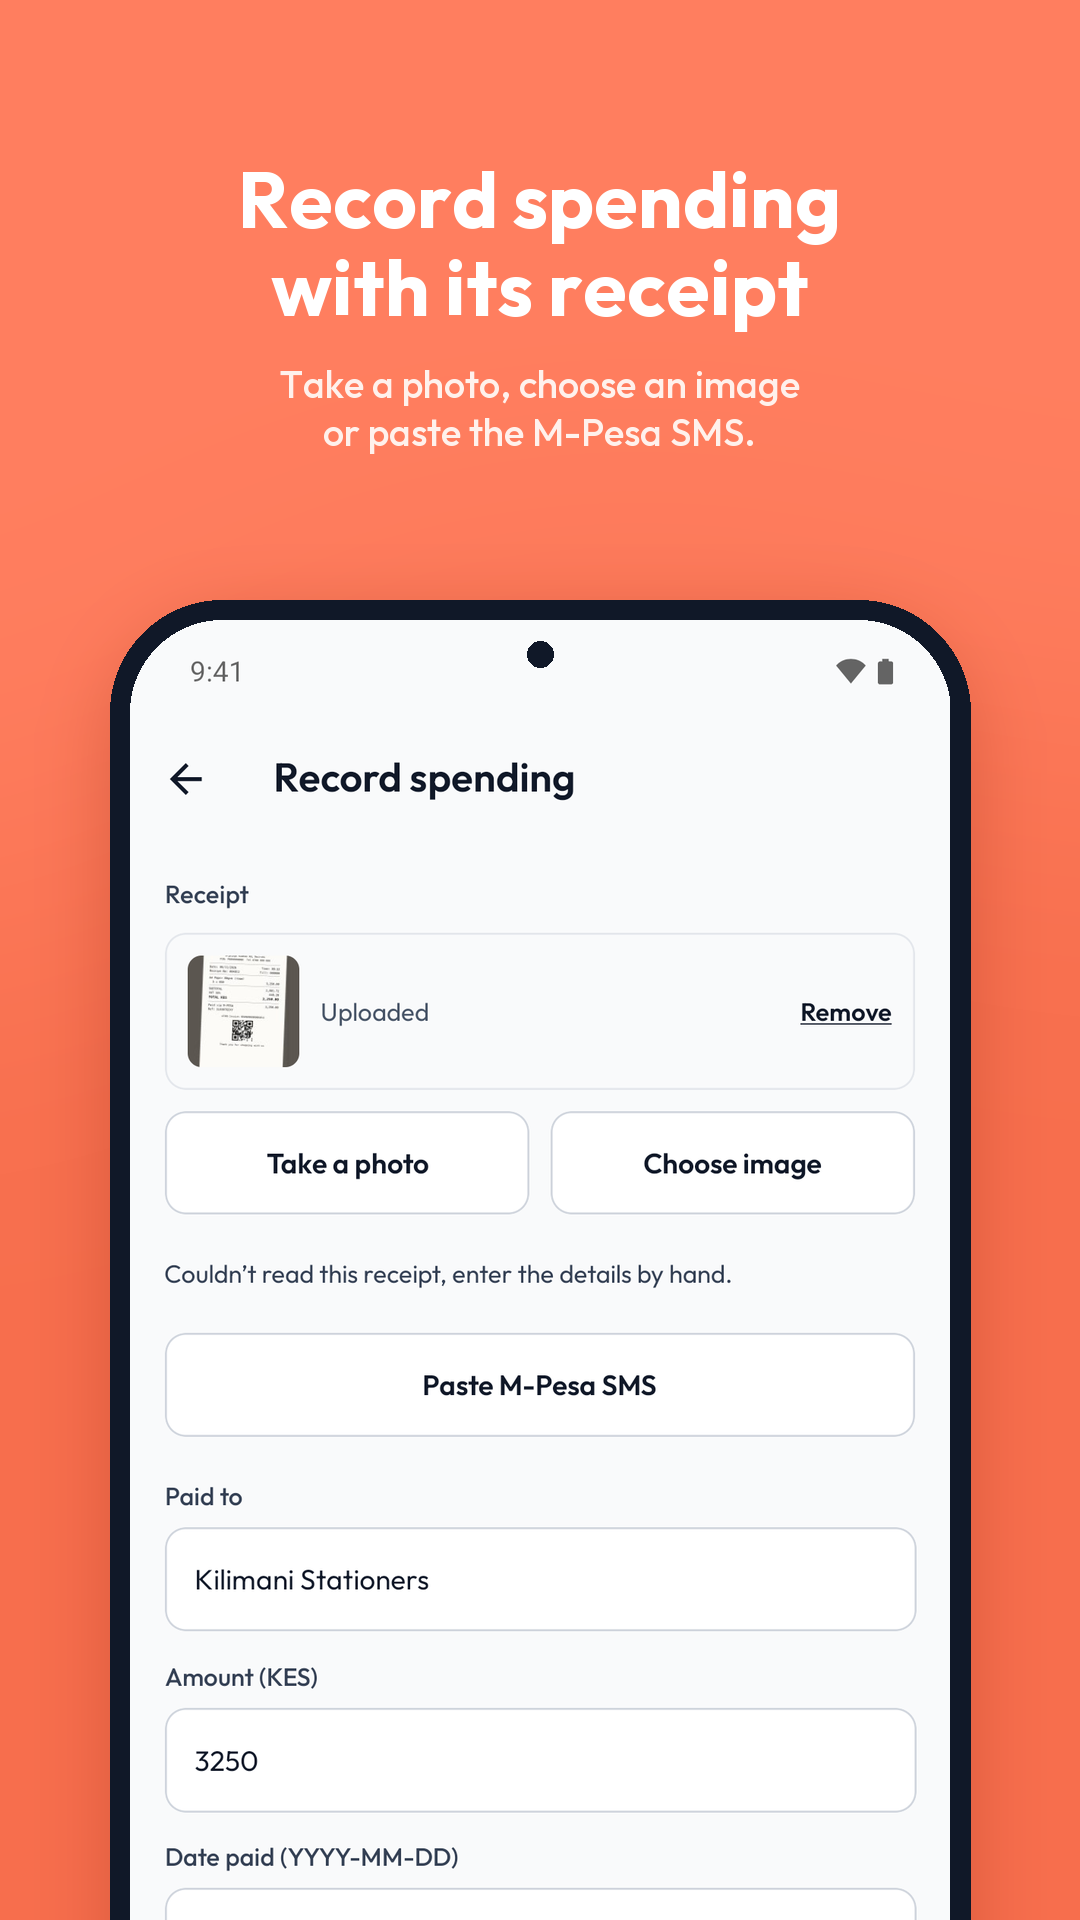 Record spending
with its receipt
Take a photo, choose an image
or paste the M-Pesa SMS.
9:41
Record spending
Receipt
Uploaded
Remove
Take a photo
Choose image
Couldn’t read this receipt, enter the details by hand.
Paste M-Pesa SMS
Paid to
Kilimani Stationers
Amount (KES)
3250
Date paid (YYYY-MM-DD)